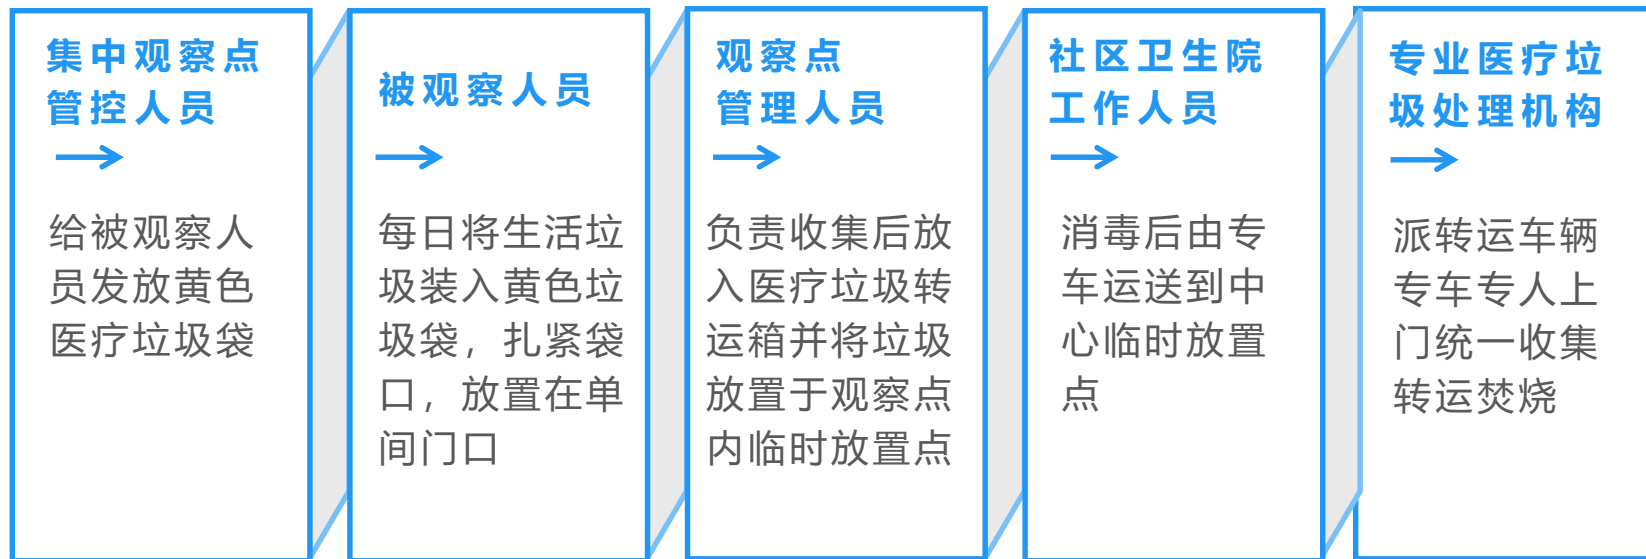 集中观察点
管控人员
给被观察人
员发放黄色
医疗垃圾袋
被观察人员
每日将生活垃
圾装入黄色垃
圾袋，扎紧袋
口，放置在单
间门口
观察点
管理人员
负责收集后放
入医疗垃圾转
运箱并将垃圾
放置于观察点
内临时放置点
社区卫生院
工作人员
消毒后由专
车运送到中
心临时放置
点
专业医疗垃
圾处理机构
派转运车辆
专车专人上
门统一收集
转运焚烧